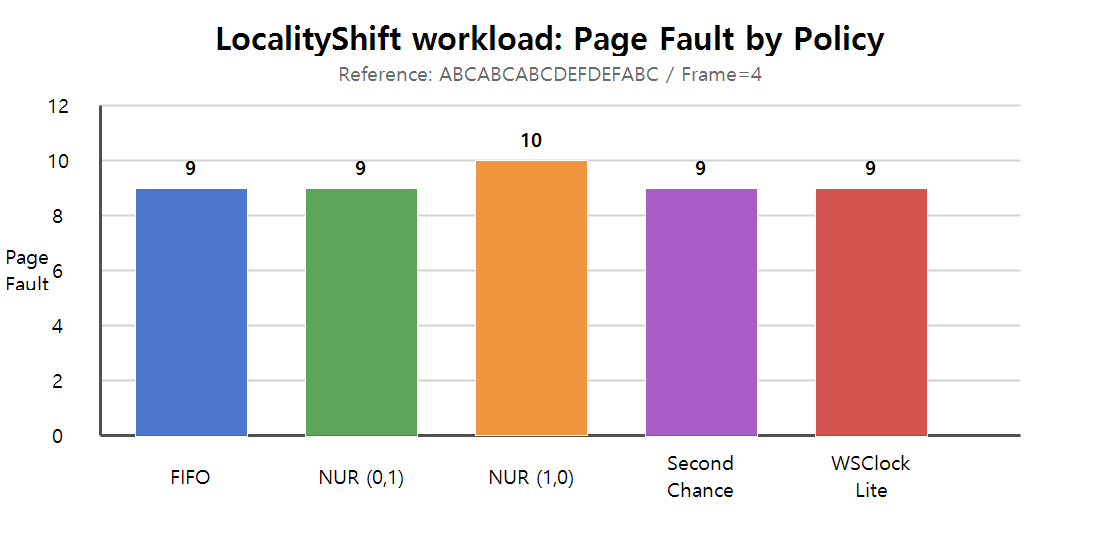 LocalityShift workload: Page Fault by Policy
Reference: ABCABCABCDEFDEFABC / Frame=4
12
10
8
6
4
2
0
Page
Fault
9
9
10
9
9
FIFO
NUR (0,1)
NUR (1,0)
Second
Chance
WSClock
Lite